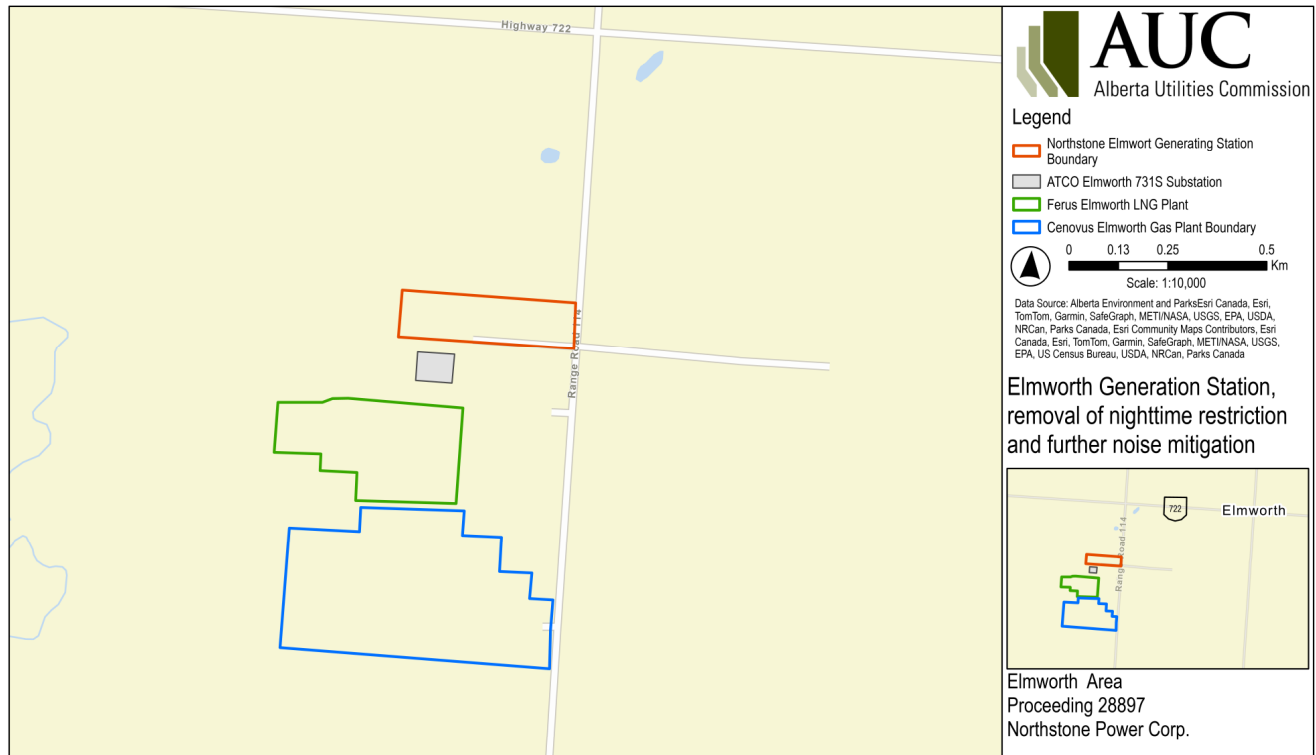 Highway 722
Range Road 114
AUC
Alberta Utilities Commission
Legend
Northstone Elmwort Generating Station
Boundary
ATCO Elmworth 731S Substation
Ferus Elmworth LNG Plant
Cenovus Elmworth Gas Plant Boundary
0 0.13 0.25 0.5
Km
Scale: 1:10,000
Data Source: Alberta Environment and ParksEsri Canada, Esri,
TomTom, Garmin, SafeGraph, METI/NASA, USGS, EPA, USDA,
NRCan, Parks Canada, Esri Community Maps Contributors, Esri
Canada, Esri, TomTom, Garmin, SafeGraph, METI/NASA, USGS,
EPA, US Census Bureau, USDA, NRCan, Parks Canada
Elmworth Generation Station,
removal of nighttime restriction
and further noise mitigation
722
Elmworth
Range Road 114
Elmworth Area
Proceeding 28897
Northstone Power Corp.